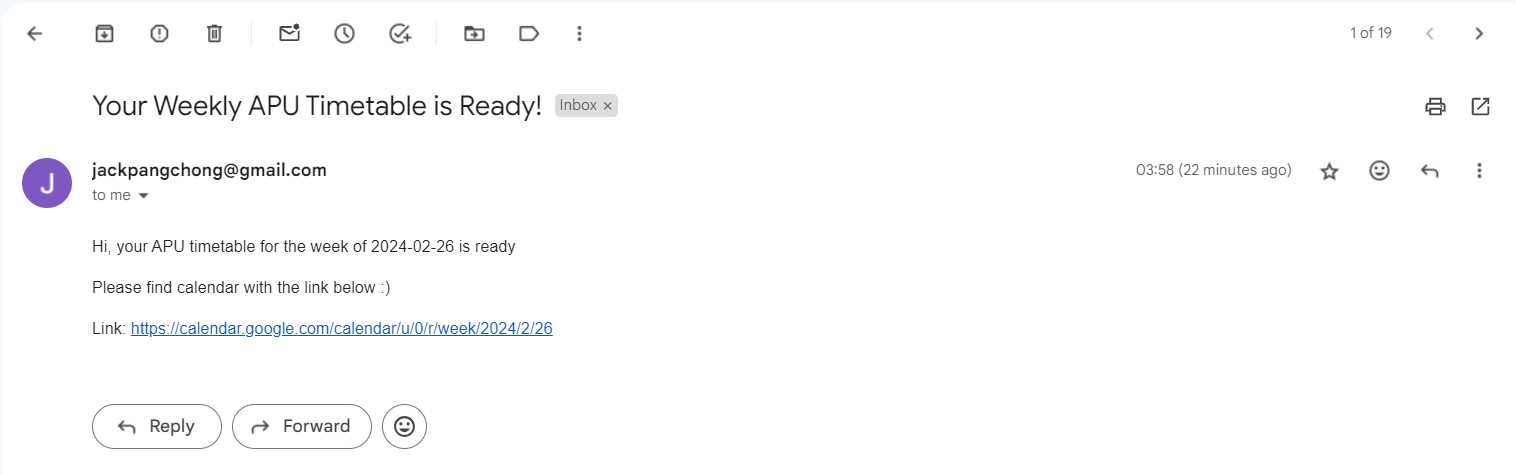 1 of 19
Your Weekly APU Timetable is Ready!
Inbox ×
J
jackpangchong@gmail.com
03:58 (22 minutes ago)
to me
Hi, your APU timetable for the week of 2024-02-26 is ready
Please find calendar with the link below :)
Link: https://calendar.google.com/calendar/u/0/r/week/2024/2/26
Reply
Forward